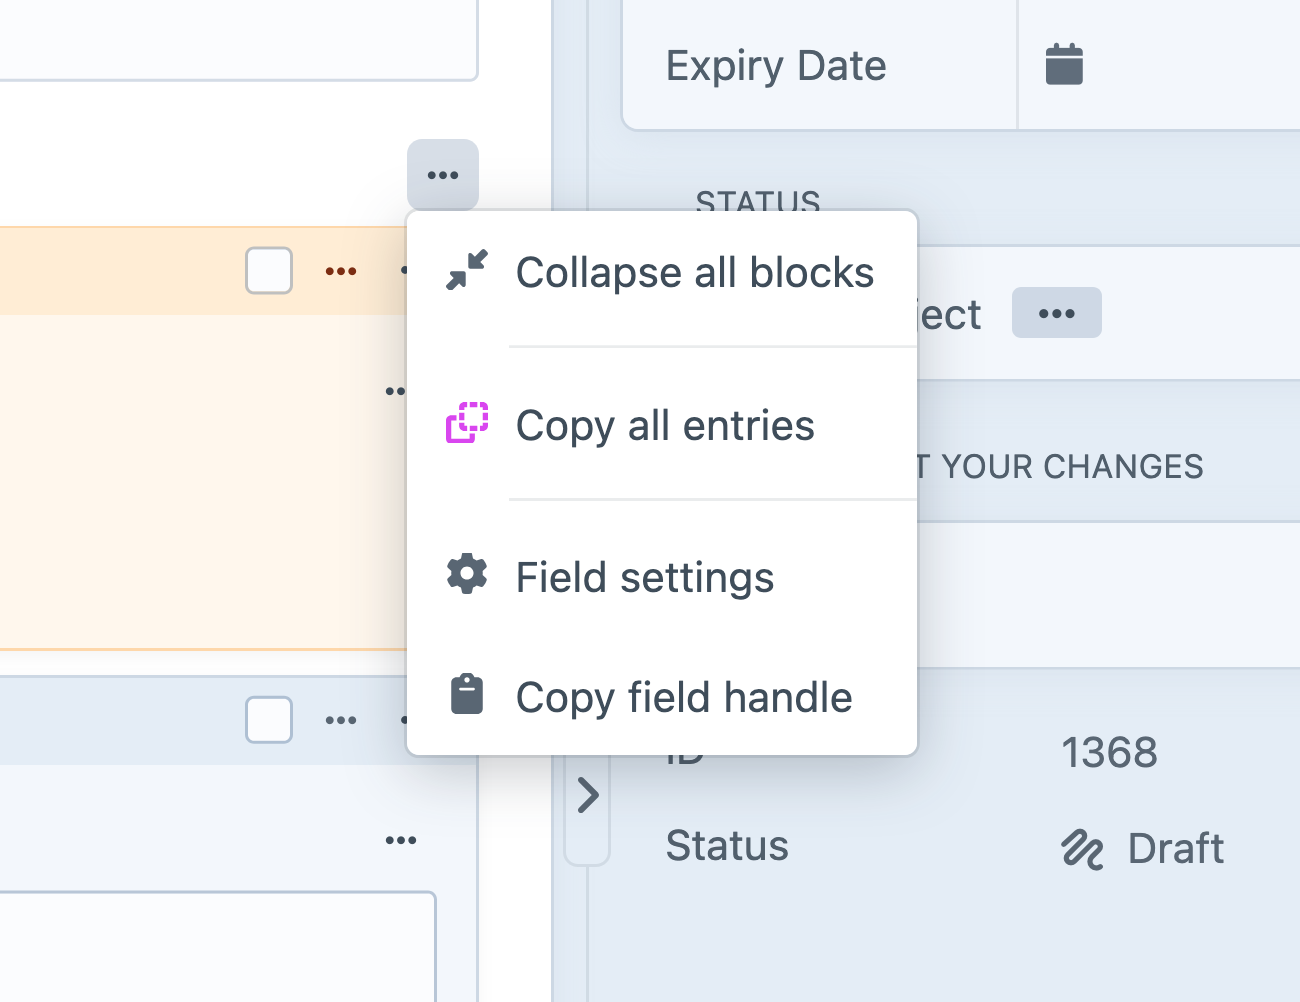 Expiry Date
STATUS
Collapse all blocks
Copy all entries
YOUR CHANGES
Field settings
Copy field handle
ID
1368
Status
Draft